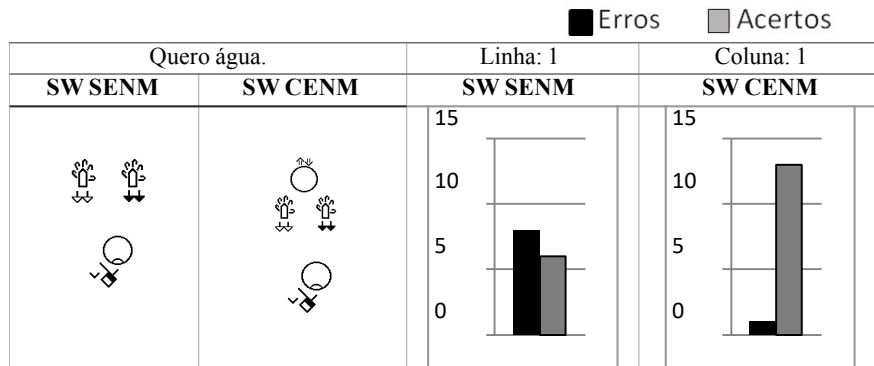 Erros Acertos
Quero água. Linha: 1 Coluna: 1
SW SENM SW CENM SW SENM SW CENM
15 15
10 10
5 5
0 0